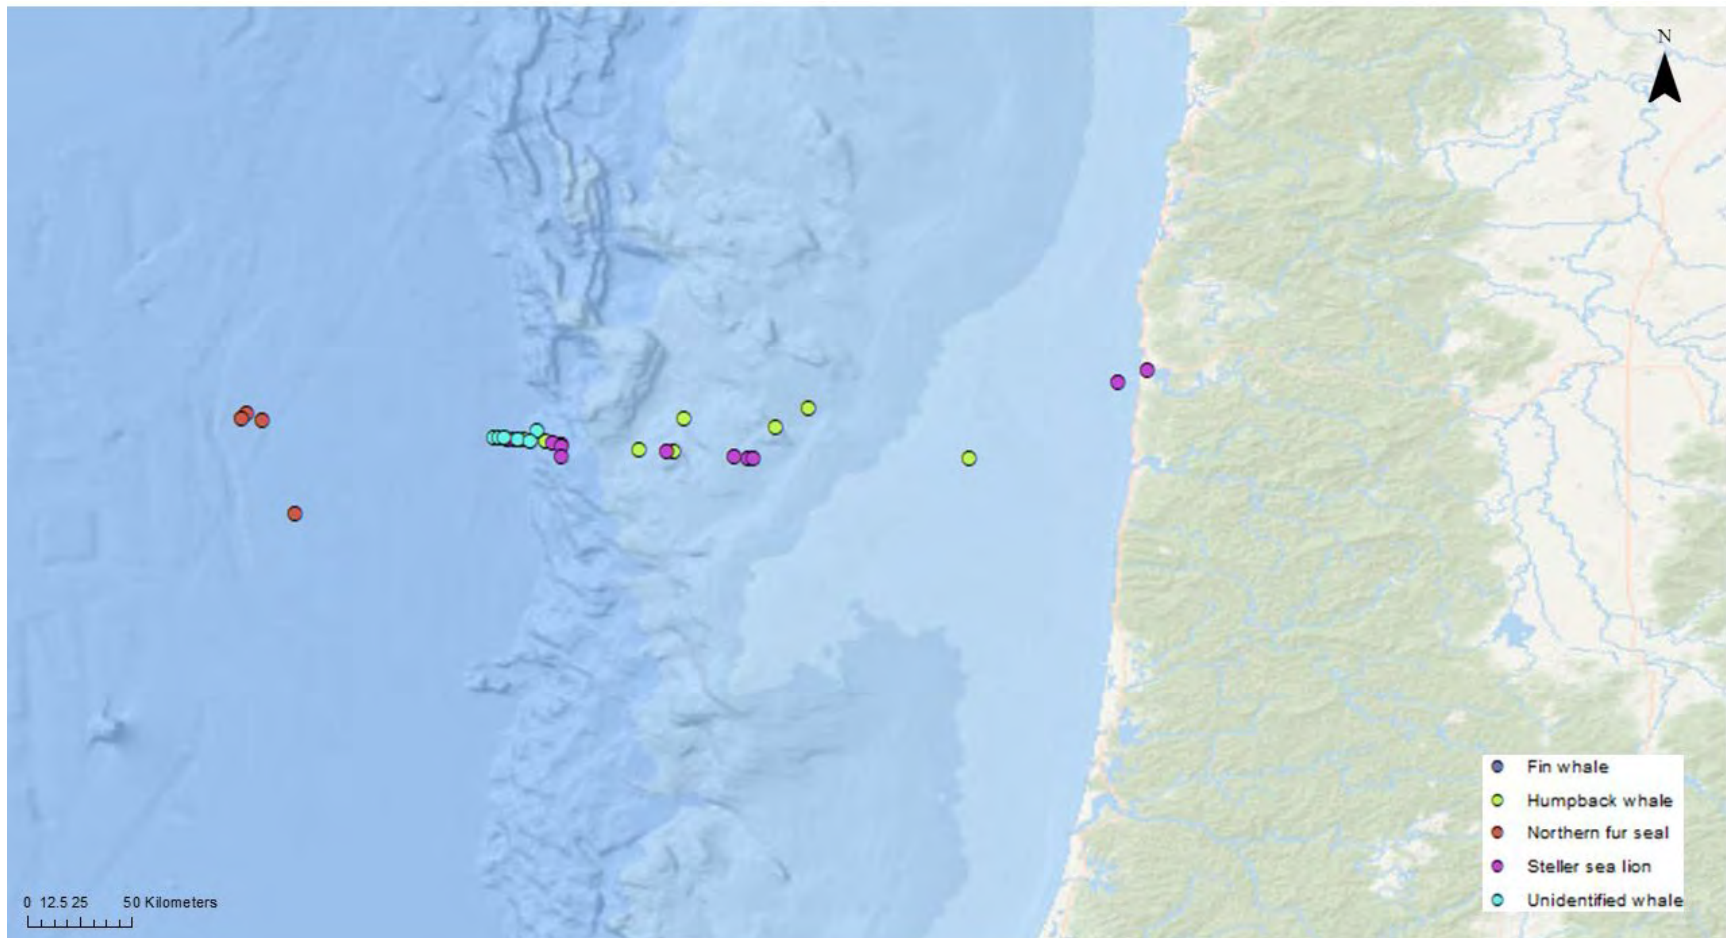 N
Fin whale
Humpback whale
Northern fur seal
Steller sea lion
Unidentified whale
0 12.5 25 50 Kilometers